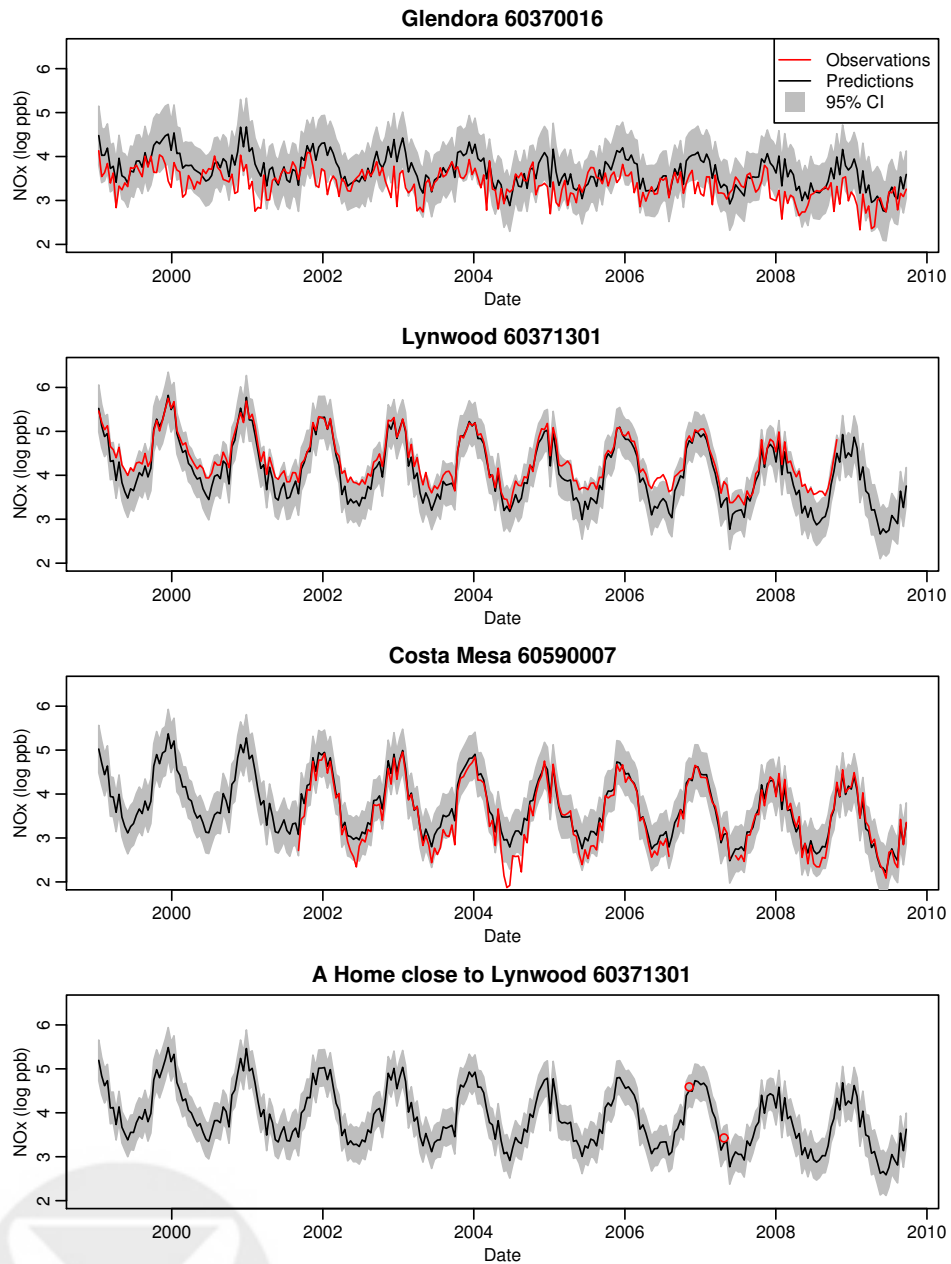 Glendora 60370016
NOx (log ppb)
6
5
4
3
2
Observations
Predictions
95% CI
2000 2002 2004 2006 2008 2010
Date
Lynwood 60371301
NOx (log ppb)
6
5
4
3
2
2000 2002 2004 2006 2008 2010
Date
Costa Mesa 60590007
NOx (log ppb)
6
5
4
3
2
2000 2002 2004 2006 2008 2010
Date
A Home close to Lynwood 60371301
NOx (log ppb)
6
5
4
3
2
2000 2002 2004 2006 2008 2010
Date